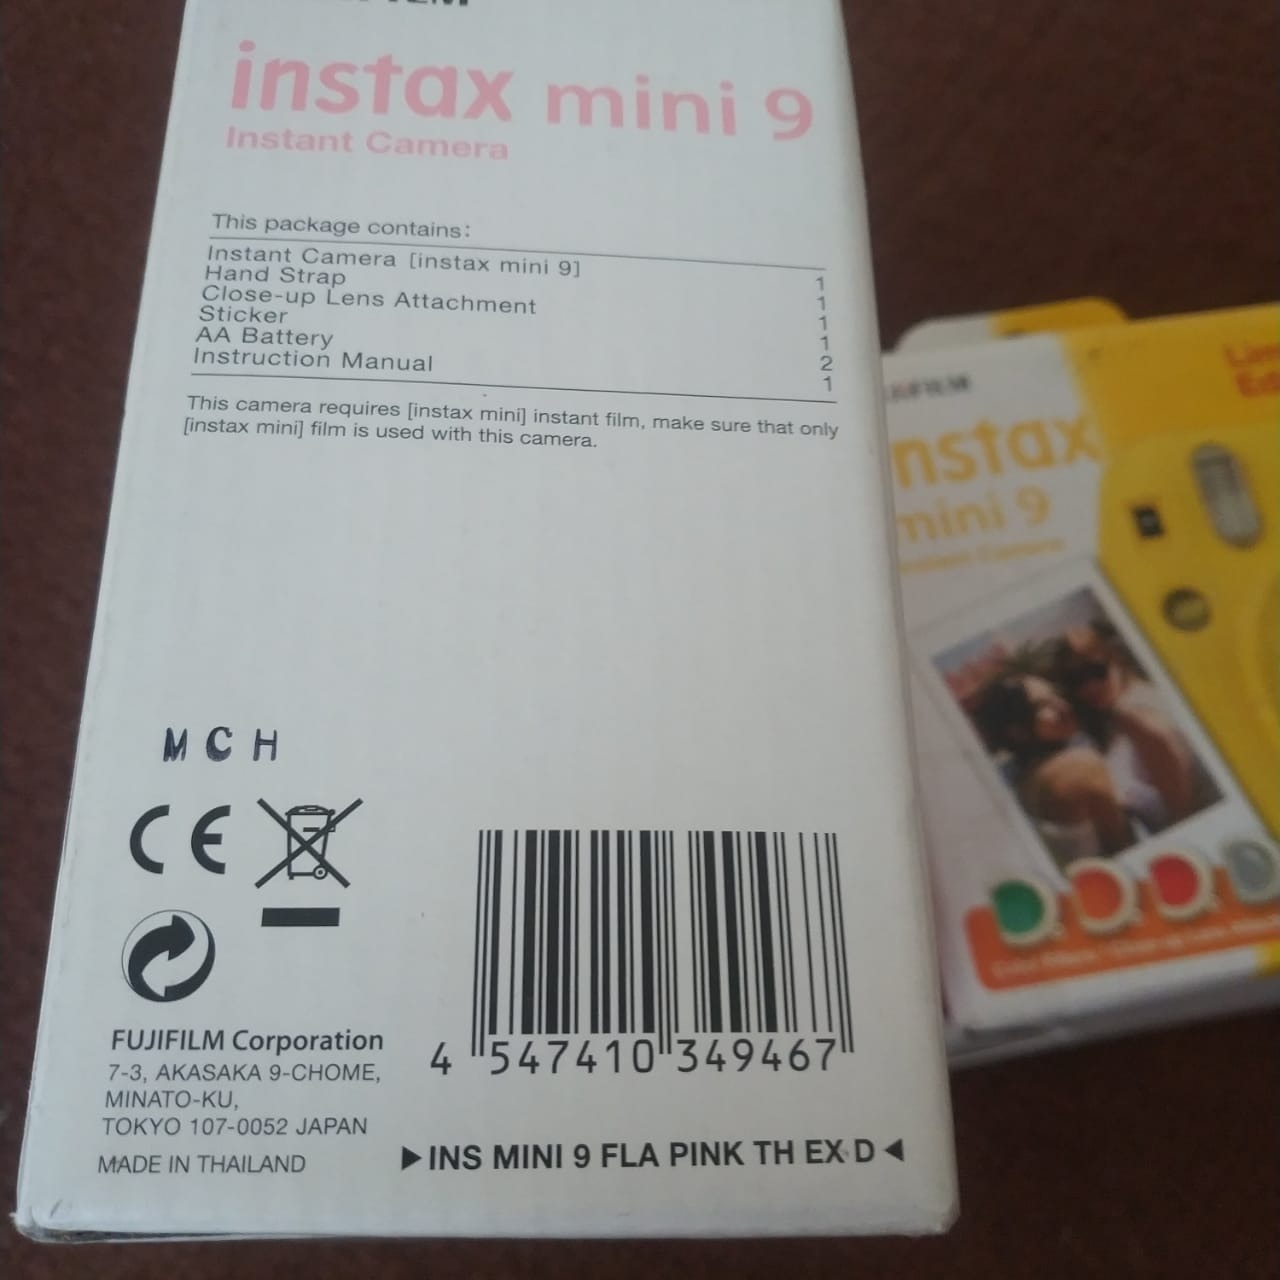 instax mini 9
Instant Camera
This package contains:
Instant Camera [instax mini 9] 1
Hand Strap 1
Close-up Lens Attachment 1
Sticker 1
AA Battery 2
Instruction Manual 1
This camera requires [instax mini] instant film, make sure that only
[instax mini] film is used with this camera.
M C H
CE
FUJIFILM Corporation
7-3, AKASAKA 9-CHOME,
MINATO-KU,
TOKYO 107-0052 JAPAN
MADE IN THAILAND
4 547410 349467
▶INS MINI 9 FLA PINK TH EX D◀
nstax
mini 9